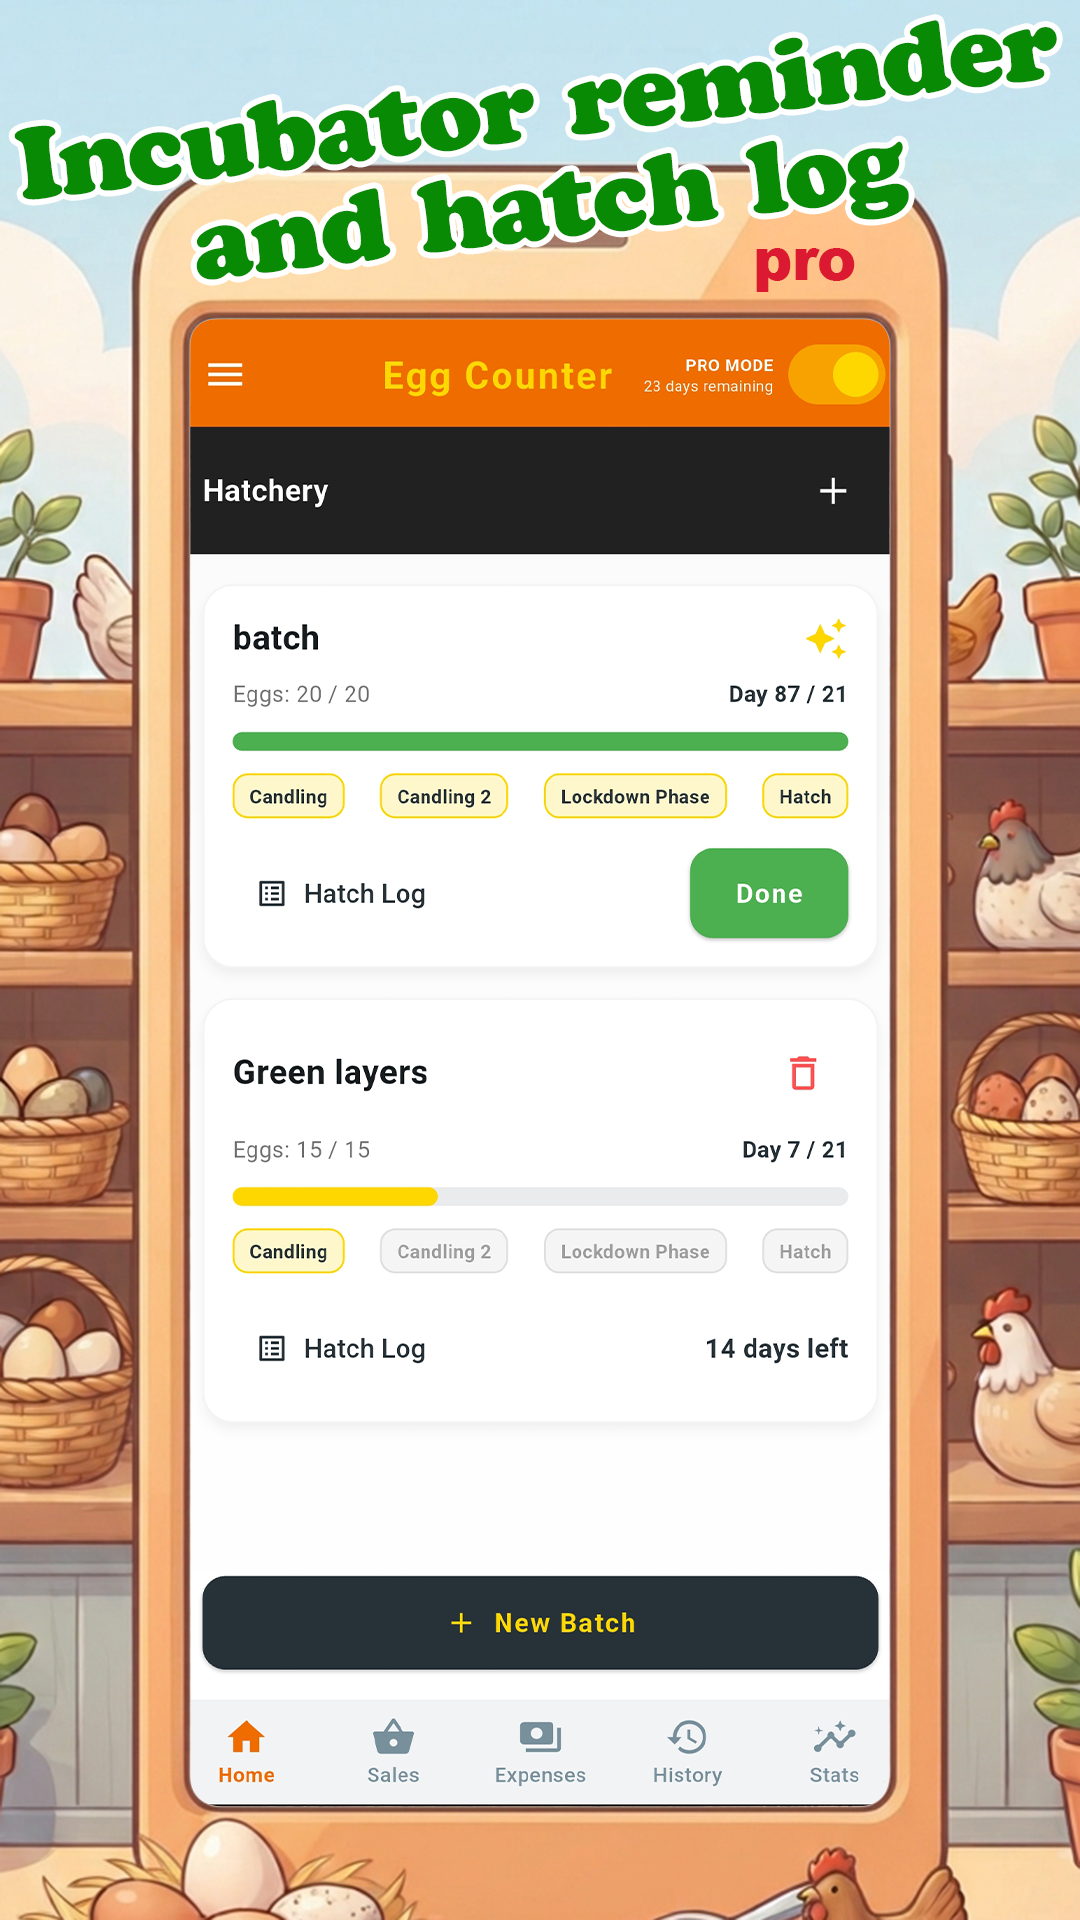 Incubator reminder
and hatch log
pro
Egg Counter
PRO MODE
23 days remaining
Hatchery
batch
Eggs: 20 / 20
Day 87 / 21
Candling
Candling 2
Lockdown Phase
Hatch
Hatch Log
Done
Green layers
Eggs: 15 / 15
Day 7 / 21
Candling
Candling 2
Lockdown Phase
Hatch
Hatch Log
14 days left
+ New Batch
Home
Sales
Expenses
History
Stats